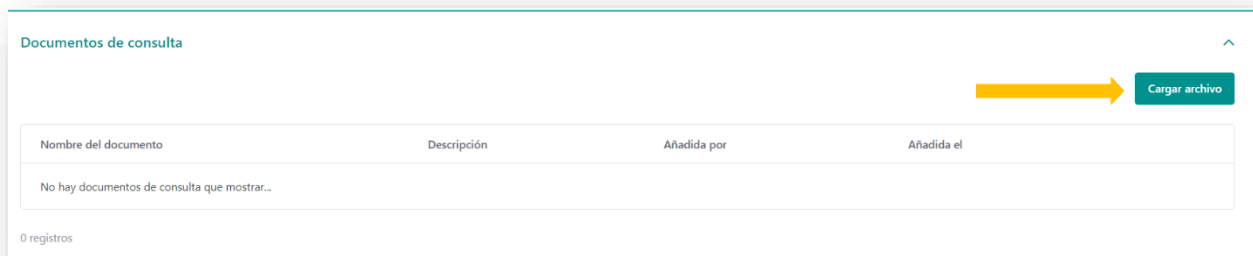 Documentos de consulta
Cargar archivo
Nombre del documento Descripción Añadida por Añadida el
No hay documentos de consulta que mostrar...
0 registros